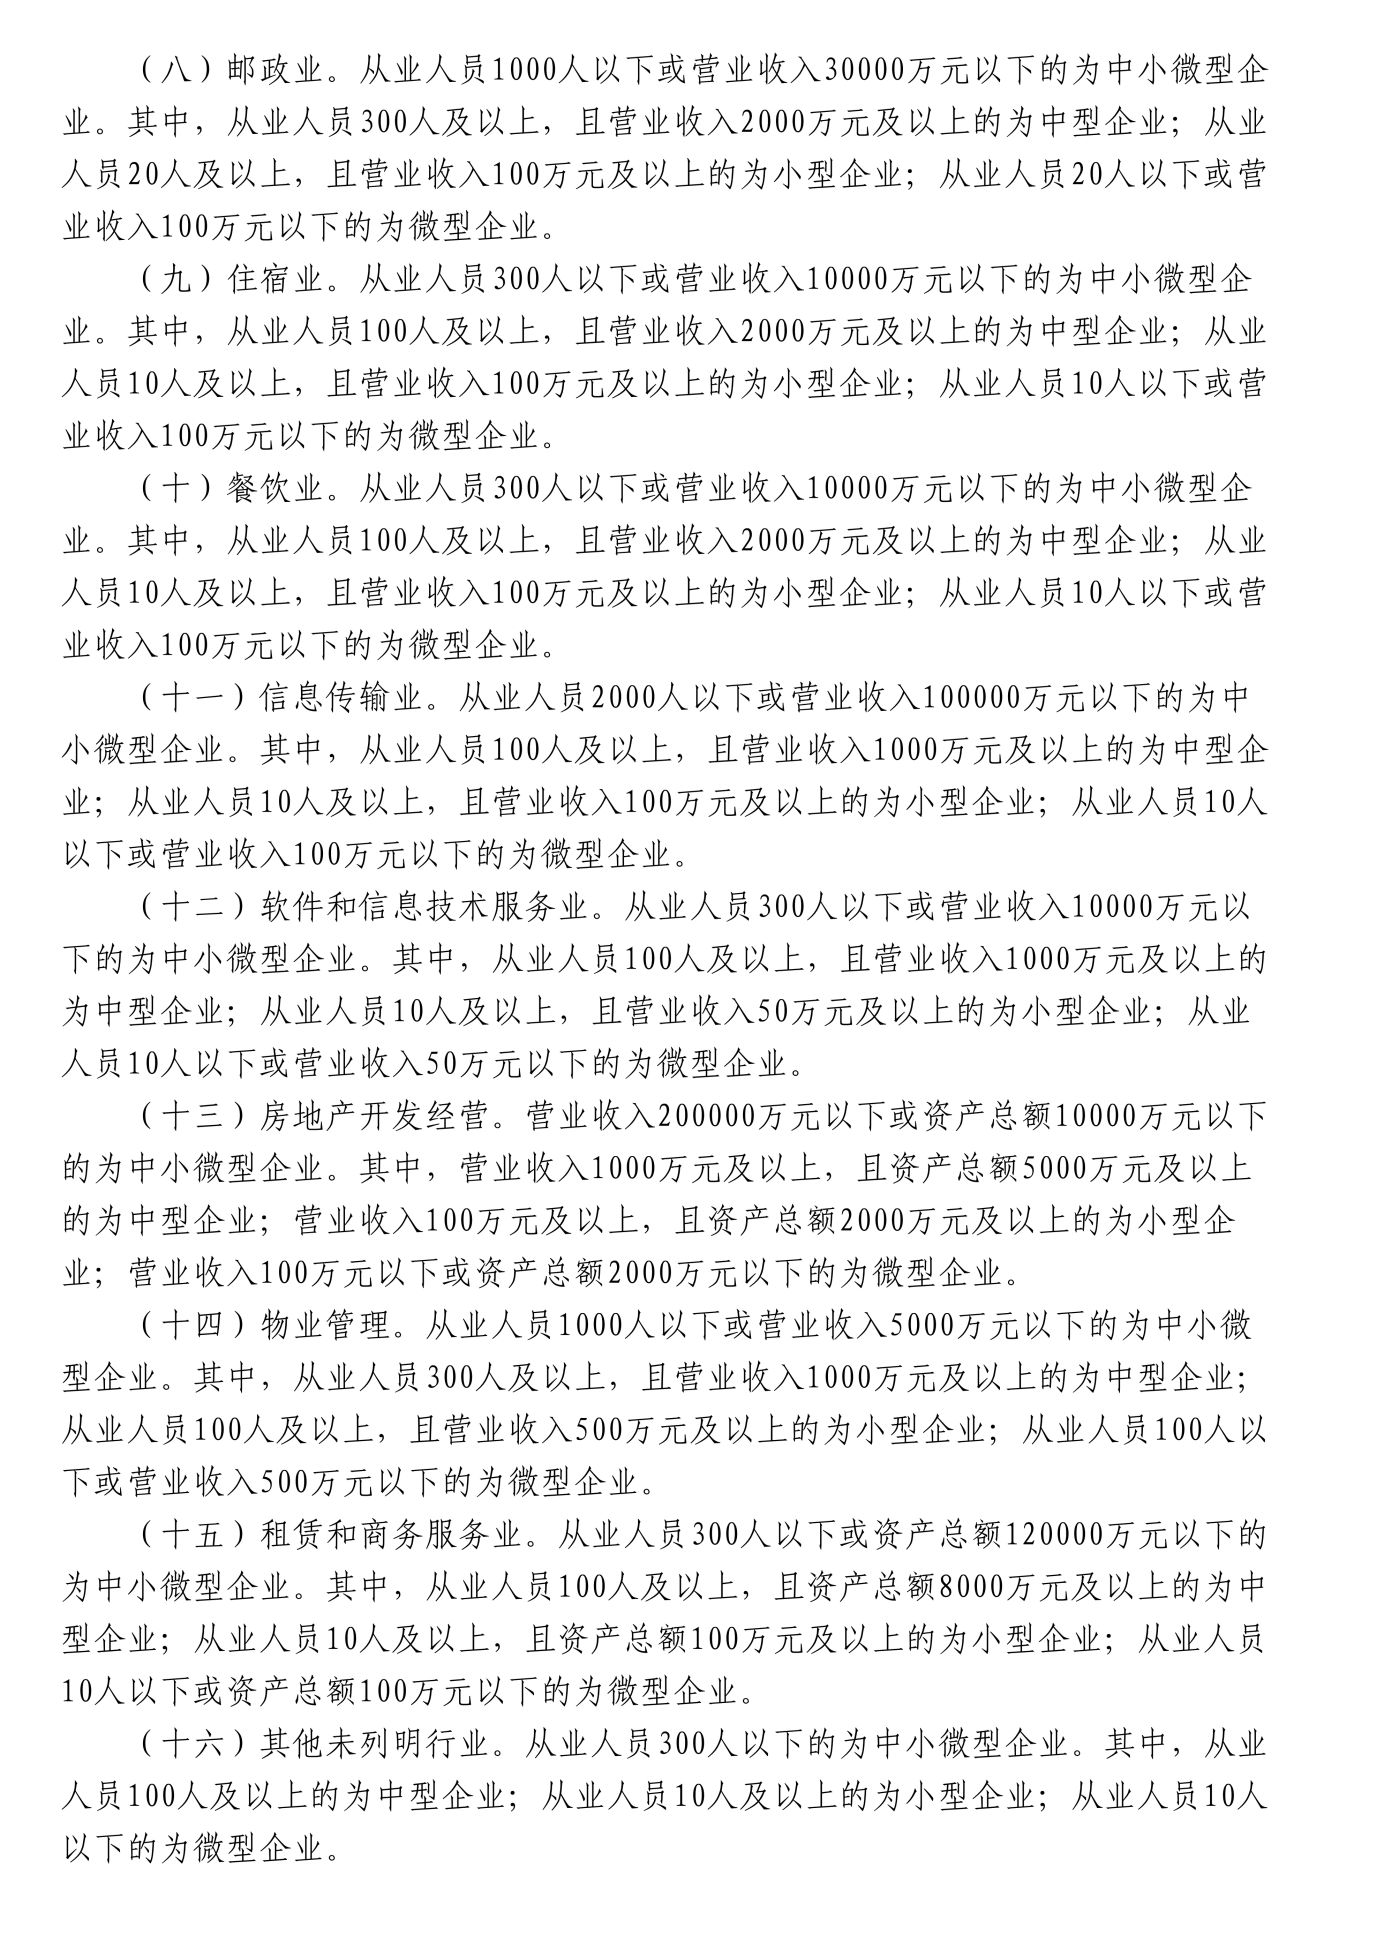 （八）邮政业。从业人员1000人以下或营业收入30000万元以下的为中小微型企
业。其中，从业人员300人及以上，且营业收入2000万元及以上的为中型企业；从业
人员20人及以上，且营业收入100万元及以上的为小型企业；从业人员20人以下或营
业收入100万元以下的为微型企业。
（九）住宿业。从业人员300人以下或营业收入10000万元以下的为中小微型企
业。其中，从业人员100人及以上，且营业收入2000万元及以上的为中型企业；从业
人员10人及以上，且营业收入100万元及以上的为小型企业；从业人员10人以下或营
业收入100万元以下的为微型企业。
（十）餐饮业。从业人员300人以下或营业收入10000万元以下的为中小微型企
业。其中，从业人员100人及以上，且营业收入2000万元及以上的为中型企业；从业
人员10人及以上，且营业收入100万元及以上的为小型企业；从业人员10人以下或营
业收入100万元以下的为微型企业。
（十一）信息传输业。从业人员2000人以下或营业收入100000万元以下的为中
小微型企业。其中，从业人员100人及以上，且营业收入1000万元及以上的为中型企
业；从业人员10人及以上，且营业收入100万元及以上的为小型企业；从业人员10人
以下或营业收入100万元以下的为微型企业。
（十二）软件和信息技术服务业。从业人员300人以下或营业收入10000万元以
下的为中小微型企业。其中，从业人员100人及以上，且营业收入1000万元及以上的
为中型企业；从业人员10人及以上，且营业收入50万元及以上的为小型企业；从业
人员10人以下或营业收入50万元以下的为微型企业。
（十三）房地产开发经营。营业收入200000万元以下或资产总额10000万元以下
的为中小微型企业。其中，营业收入1000万元及以上，且资产总额5000万元及以上
的为中型企业；营业收入100万元及以上，且资产总额2000万元及以上的为小型企
业；营业收入100万元以下或资产总额2000万元以下的为微型企业。
（十四）物业管理。从业人员1000人以下或营业收入5000万元以下的为中小微
型企业。其中，从业人员300人及以上，且营业收入1000万元及以上的为中型企业；
从业人员100人及以上，且营业收入500万元及以上的为小型企业；从业人员100人以
下或营业收入500万元以下的为微型企业。
（十五）租赁和商务服务业。从业人员300人以下或资产总额120000万元以下的
为中小微型企业。其中，从业人员100人及以上，且资产总额8000万元及以上的为中
型企业；从业人员10人及以上，且资产总额100万元及以上的为小型企业；从业人员
10人以下或资产总额100万元以下的为微型企业。
（十六）其他未列明行业。从业人员300人以下的为中小微型企业。其中，从业
人员100人及以上的为中型企业；从业人员10人及以上的为小型企业；从业人员10人
以下的为微型企业。